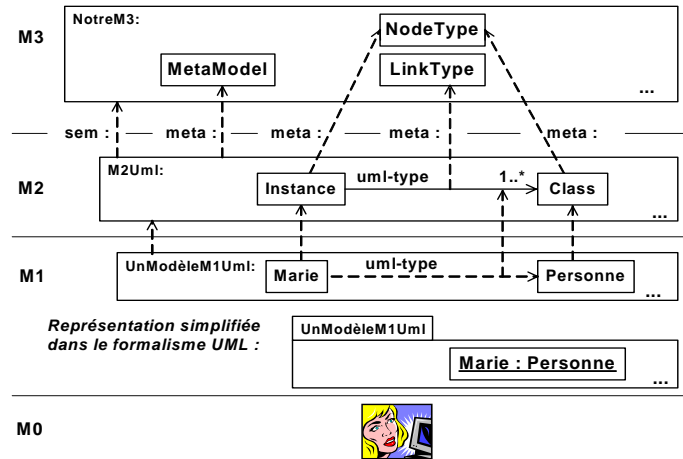 NotreM3:
M3
NodeType
MetaModel
LinkType
...
sem : meta : meta : meta : meta :
M2Uml:
M2
Instance
uml-type
1..*
Class
...
M1
UnModèleM1Uml:
Marie
uml-type
Personne
...
Représentation simplifiée
dans le formalisme UML :
UnModèleM1Uml
Marie : Personne
...
M0